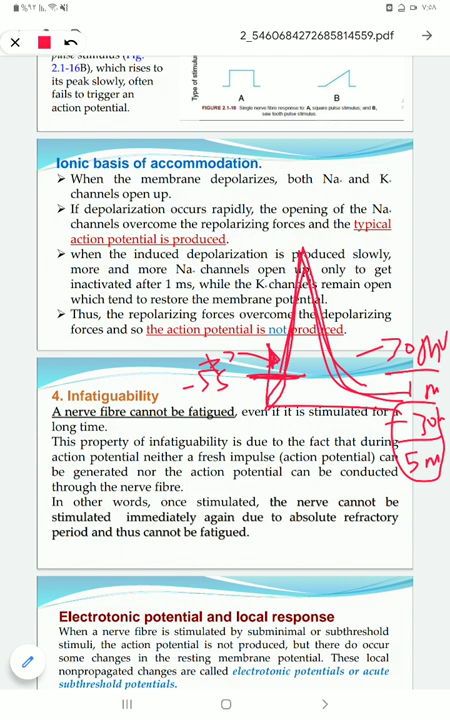 %٩٢
٧:٥٨
2_5460684272685814559.pdf
pulse stimulus (Fig.
2.1-16B), which rises to
its peak slowly, often
fails to trigger an
action potential.
Type of stimulus
A B
FIGURE 2.1-16 Single nerve fibre response to: A, square pulse stimulus; and B,
saw tooth pulse stimulus.
Ionic basis of accommodation.
➢ When the membrane depolarizes, both Na+ and K+
channels open up.
➢ If depolarization occurs rapidly, the opening of the Na+
channels overcome the repolarizing forces and the typical
action potential is produced.
➢ when the induced depolarization is produced slowly,
more and more Na+ channels open up, only to get
inactivated after 1 ms, while the K+ channels remain open
which tend to restore the membrane potential.
➢ Thus, the repolarizing forces overcome the depolarizing
forces and so the action potential is not produced.
-55
-30
1 m
5 m
4. Infatiguability
A nerve fibre cannot be fatigued, even if it is stimulated for a
long time.
This property of infatiguability is due to the fact that during
action potential neither a fresh impulse (action potential) can
be generated nor the action potential can be conducted
through the nerve fibre.
In other words, once stimulated, the nerve cannot be
stimulated immediately again due to absolute refractory
period and thus cannot be fatigued.
Electrotonic potential and local response
When a nerve fibre is stimulated by subminimal or subthreshold
stimuli, the action potential is not produced, but there do occur
some changes in the resting membrane potential. These local
nonpropagated changes are called electrotonic potentials or acute
subthreshold potentials.